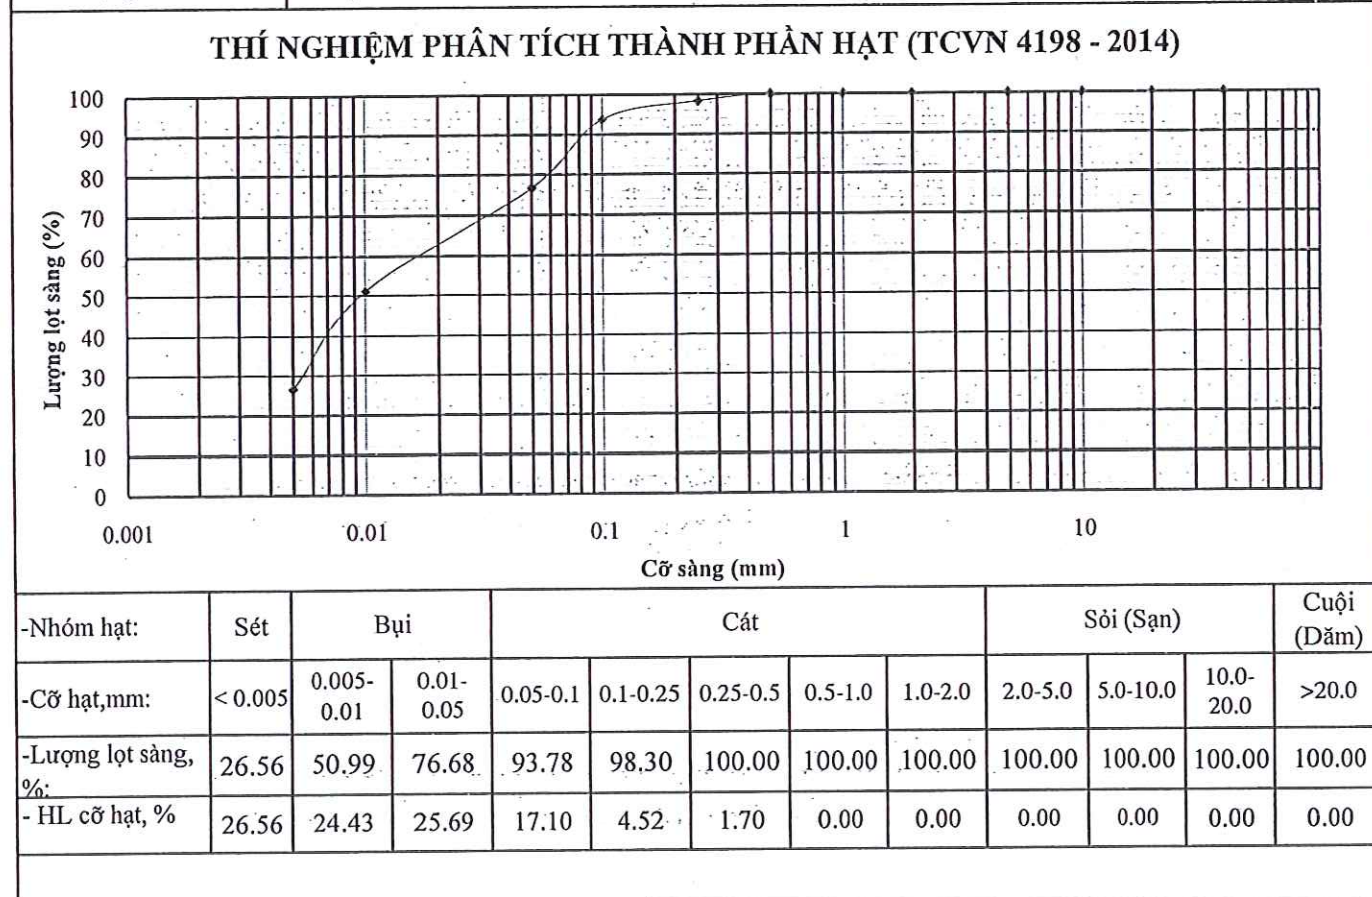 THÍ NGHIỆM PHÂN TÍCH THÀNH PHẦN HẠT (TCVN 4198 - 2014)
100
90
80
70
60
50
40
30
20
10
0
Lượng lọt sàng (%)
0.001 0.01 0.1 1 10
Cỡ sàng (mm)
-Nhóm hạt: Sét Bụi Cát Sỏi (Sạn) Cuội (Dăm)
-Cỡ hạt,mm: < 0.005 0.005-0.01 0.01-0.05 0.05-0.1 0.1-0.25 0.25-0.5 0.5-1.0 1.0-2.0 2.0-5.0 5.0-10.0 10.0-20.0 >20.0
-Lượng lọt sàng, %: 26.56 50.99 76.68 93.78 98.30 100.00 100.00 100.00 100.00 100.00 100.00 100.00
- HL cỡ hạt, % 26.56 24.43 25.69 17.10 4.52 1.70 0.00 0.00 0.00 0.00 0.00 0.00